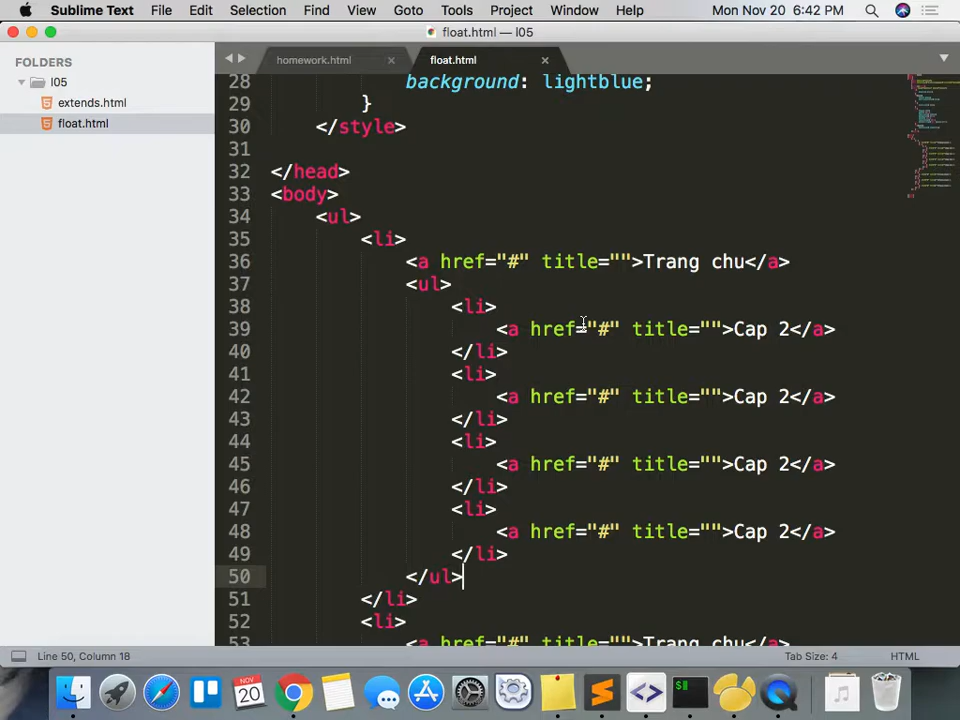 Sublime Text File Edit Selection Find View Goto Tools Project Window Help Mon Nov 20 6:42 PM
float.html — l05
FOLDERS
l05
extends.html
float.html
homework.html
float.html
28 background: lightblue;
29 }
30 </style>
31
32 </head>
33 <body>
34 <ul>
35 <li>
36 <a href="#" title="">Trang chu</a>
37 <ul>
38 <li>
39 <a href="#" title="">Cap 2</a>
40 </li>
41 <li>
42 <a href="#" title="">Cap 2</a>
43 </li>
44 <li>
45 <a href="#" title="">Cap 2</a>
46 </li>
47 <li>
48 <a href="#" title="">Cap 2</a>
49 </li>
50 </ul>
51 </li>
52 <li>
53 <a href="#" title="">Trang chu</a>
Line 50, Column 18 Tab Size: 4 HTML
NOV
20